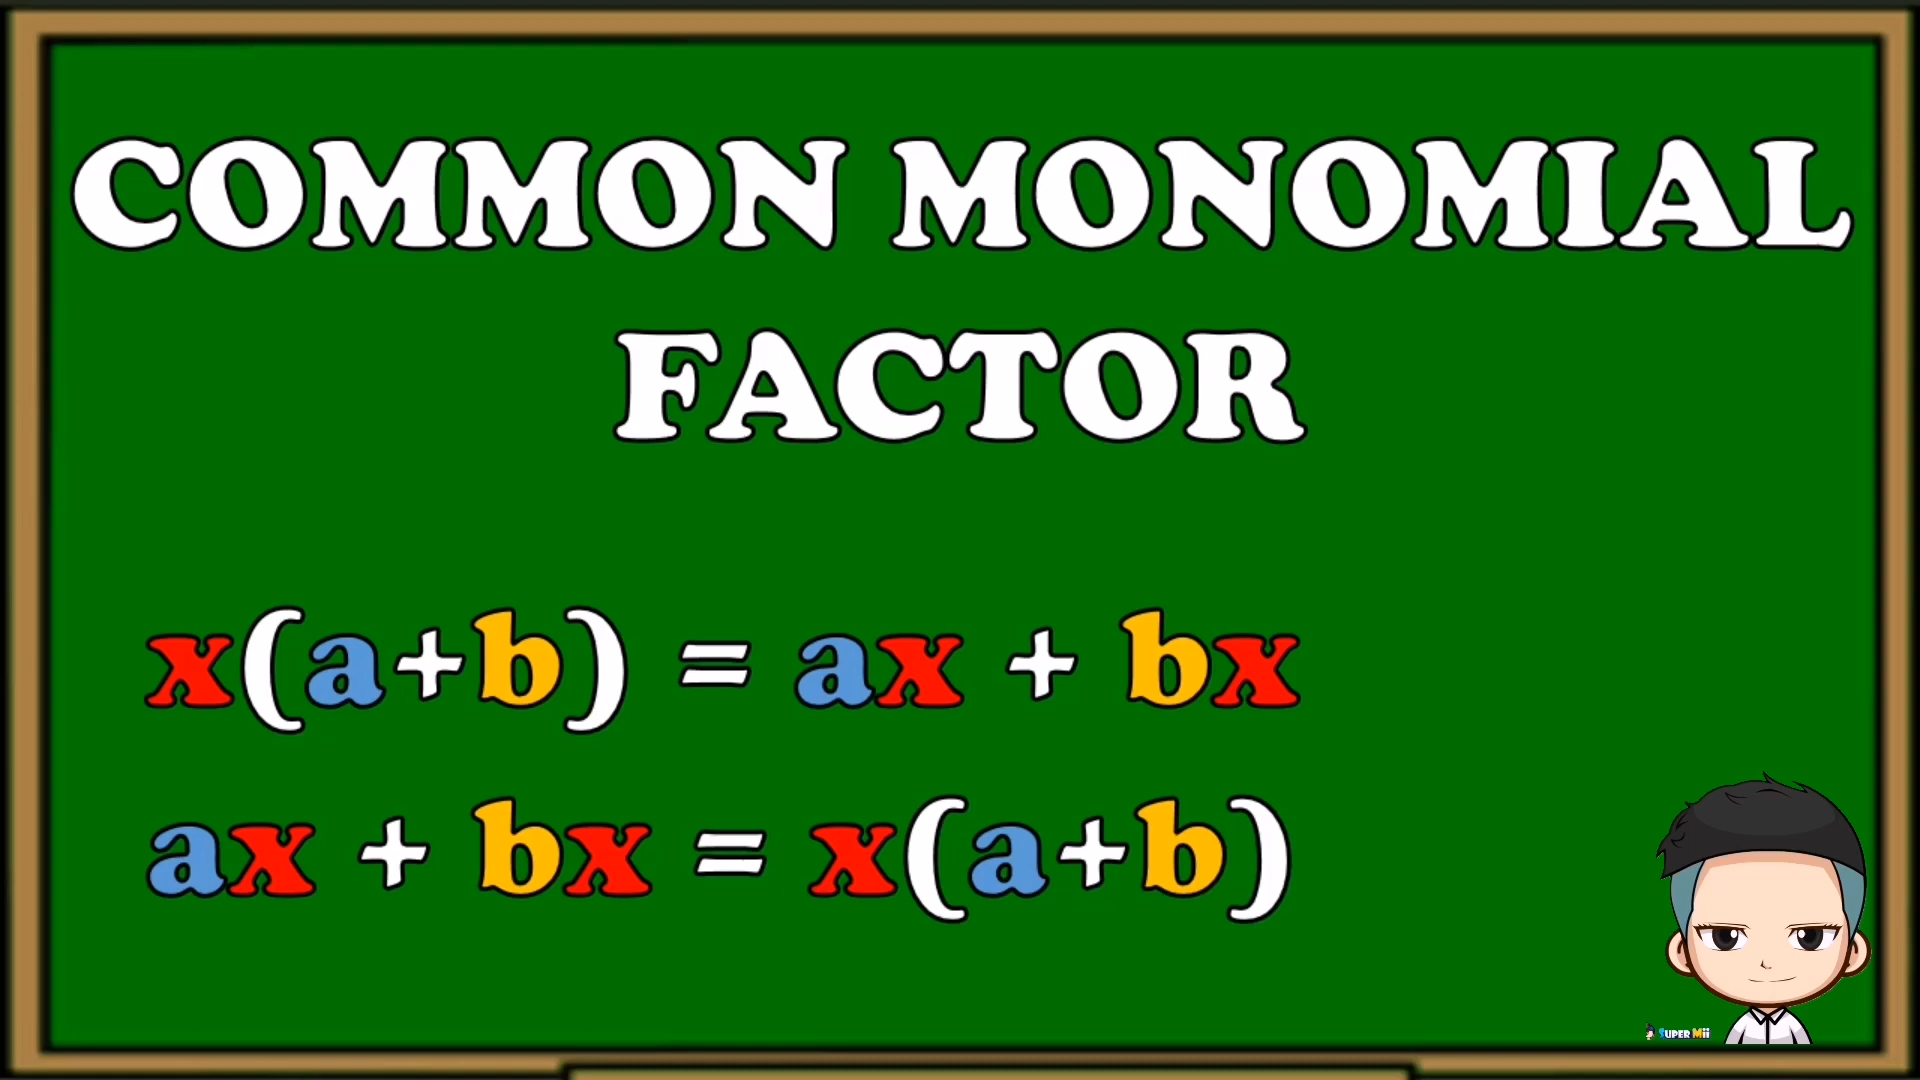 COMMON MONOMIAL
FACTOR
x(a+b) = ax + bx
ax + bx = x(a+b)
SUPER Mii